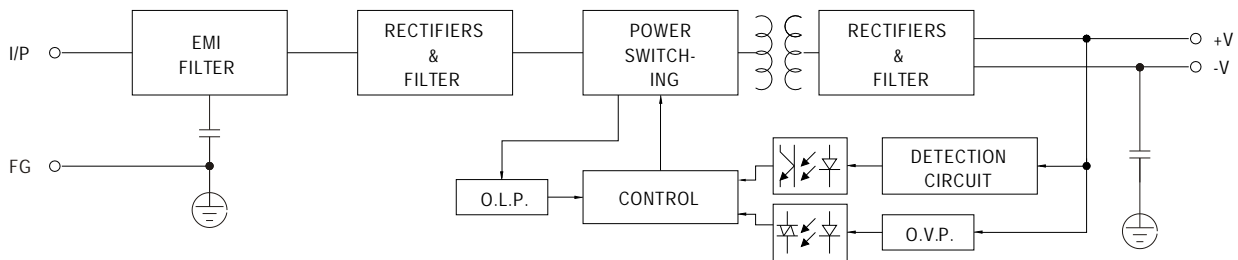 I/P
EMI
FILTER
RECTIFIERS
&
FILTER
POWER
SWITCH-
ING
RECTIFIERS
&
FILTER
+V
-V
FG
O.L.P.
CONTROL
DETECTION
CIRCUIT
O.V.P.